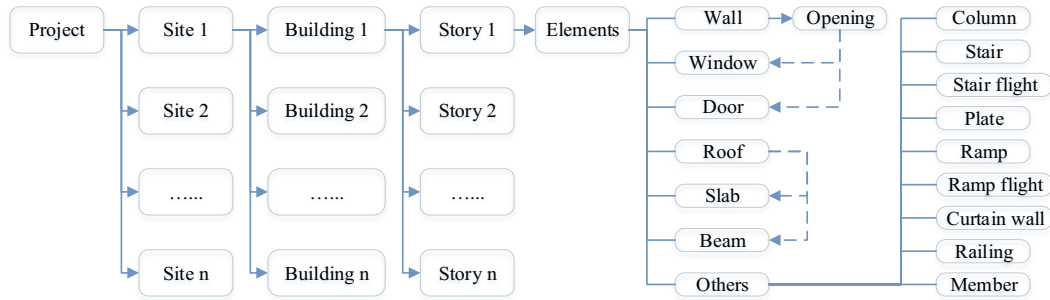 Project
Site 1
Site 2
…...
Site n
Building 1
Building 2
…...
Building n
Story 1
Story 2
…...
Story n
Elements
Wall
Window
Door
Roof
Slab
Beam
Others
Opening
Column
Stair
Stair flight
Plate
Ramp
Ramp flight
Curtain wall
Railing
Member